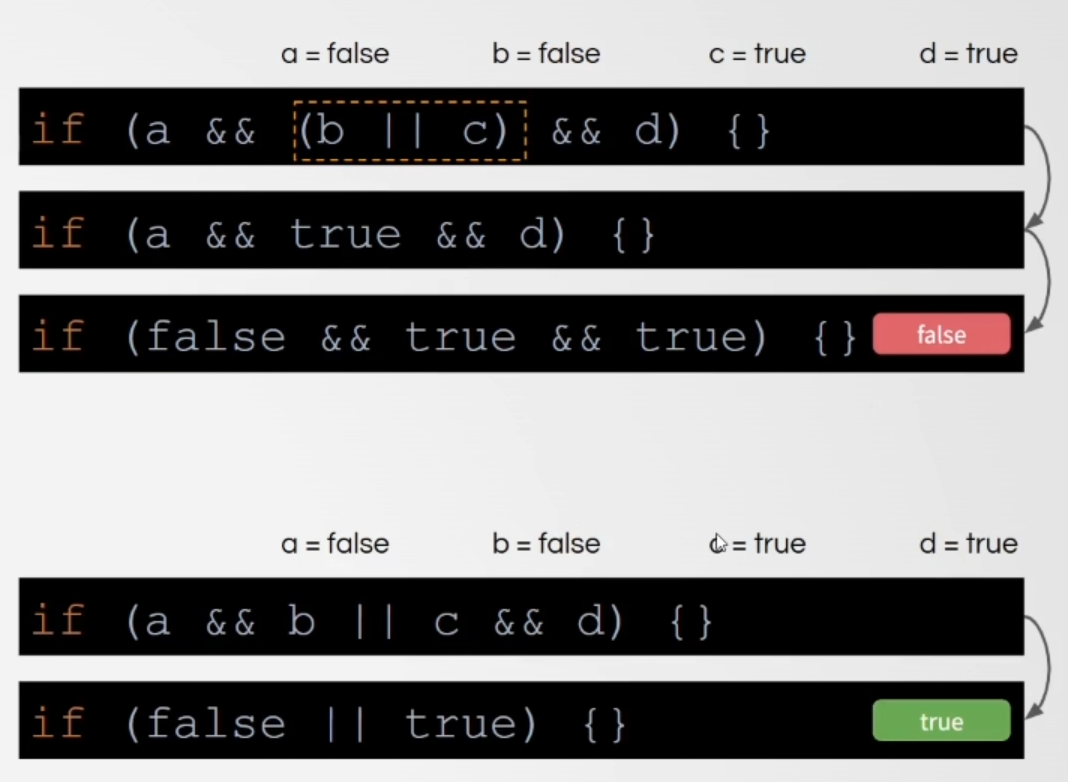 a = false b = false c = true d = true
if (a && (b || c) && d) {}
if (a && true && d) {}
if (false && true && true) {} false
a = false b = false c = true d = true
if (a && b || c && d) {}
if (false || true) {} true